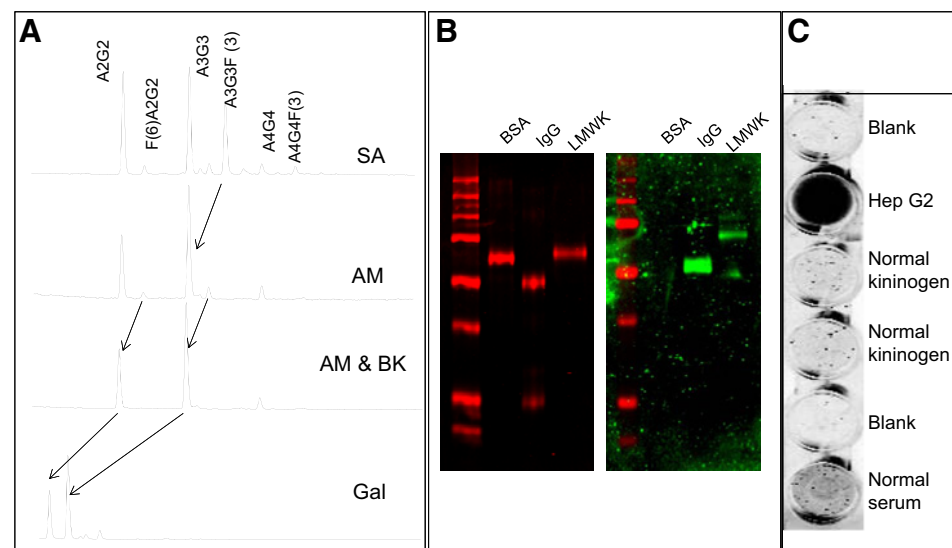 A
A2G2
F(6)A2G2
A3G3
A3G3F (3)
A4G4
A4G4F(3)
SA
AM
AM & BK
Gal
B
BSA
IgG
LMWK
BSA
IgG
LMWK
C
Blank
Hep G2
Normal
kininogen
Normal
kininogen
Blank
Normal
serum